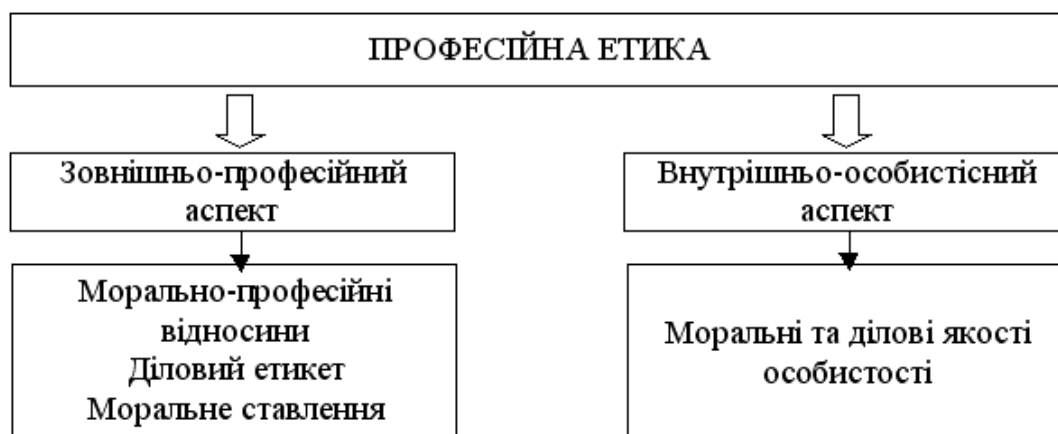 ПРОФЕСІЙНА ЕТИКА
Зовнішньо-професійний
аспект
Внутрішньо-особистісний
аспект
Морально-професійні
відносини
Діловий етикет
Моральне ставлення
Моральні та ділові якості
особистості